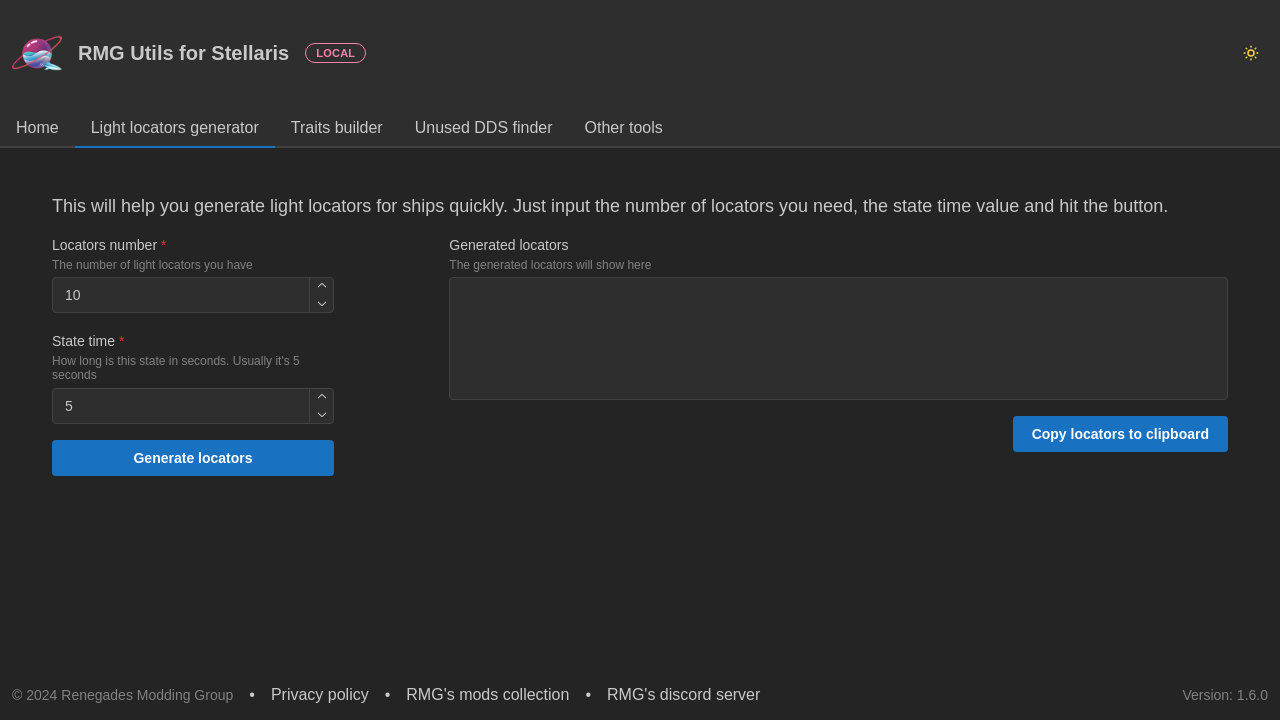 RMG Utils for Stellaris
LOCAL
Home
Light locators generator
Traits builder
Unused DDS finder
Other tools
This will help you generate light locators for ships quickly. Just input the number of locators you need, the state time value and hit the button.
Locators number *
The number of light locators you have
10
State time *
How long is this state in seconds. Usually it's 5
seconds
5
Generate locators
Generated locators
The generated locators will show here
Copy locators to clipboard
© 2024 Renegades Modding Group • Privacy policy • RMG's mods collection • RMG's discord server
Version: 1.6.0